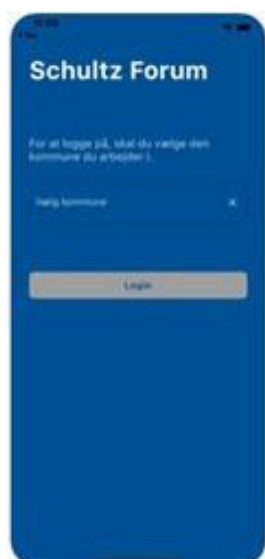 Schultz Forum
For at logge på, skal du vælge den
kommune du arbejder i.
Vælg kommune
Login